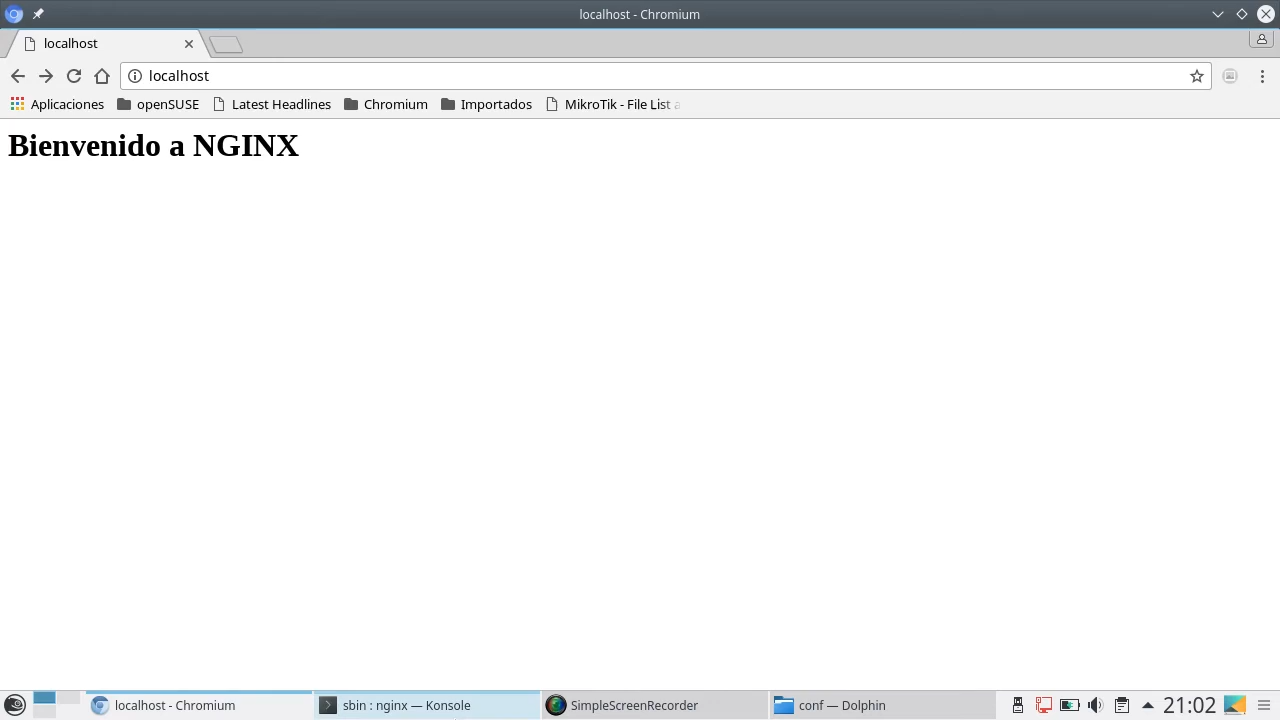 localhost - Chromium
localhost
localhost
Aplicaciones openSUSE Latest Headlines Chromium Importados MikroTik - File List a
Bienvenido a NGINX
localhost - Chromium sbin : nginx — Konsole SimpleScreenRecorder conf — Dolphin 21:02